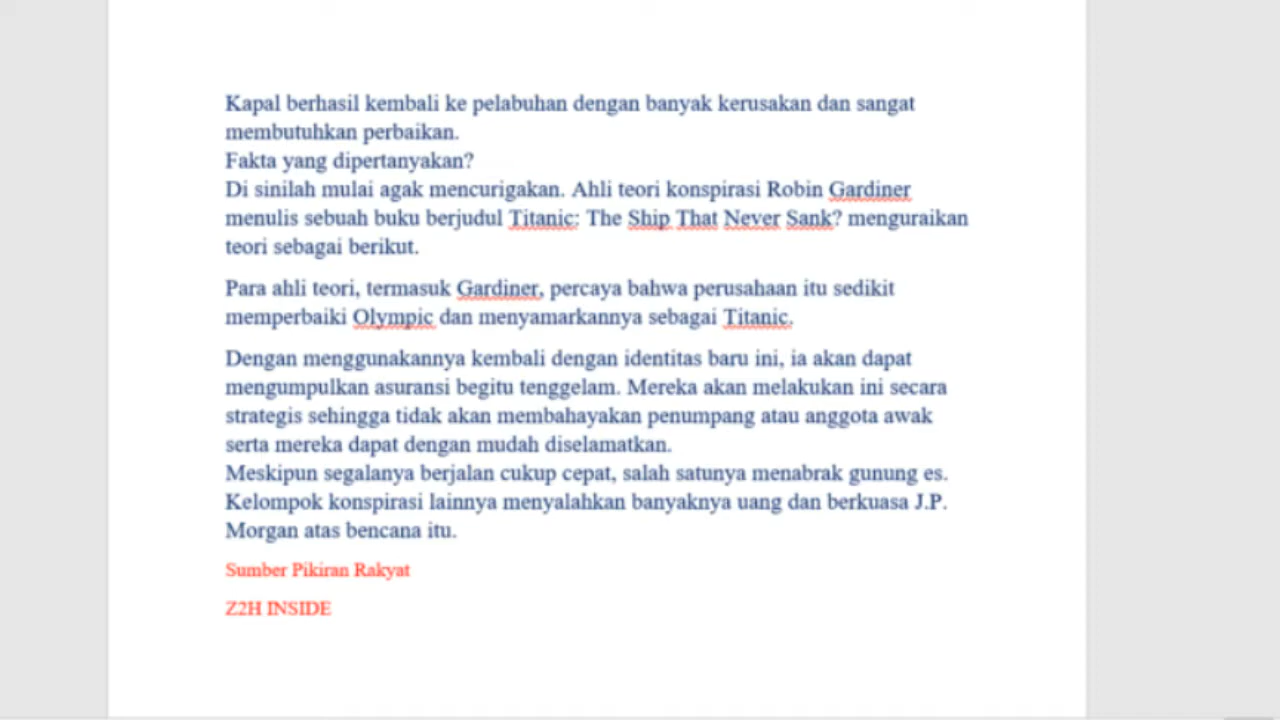 Kapal berhasil kembali ke pelabuhan dengan banyak kerusakan dan sangat
membutuhkan perbaikan.
Fakta yang dipertanyakan?
Di sinilah mulai agak mencurigakan. Ahli teori konspirasi Robin Gardiner
menulis sebuah buku berjudul Titanic: The Ship That Never Sank? menguraikan
teori sebagai berikut.
Para ahli teori, termasuk Gardiner, percaya bahwa perusahaan itu sedikit
memperbaiki Olympic dan menyamarkannya sebagai Titanic.
Dengan menggunakannya kembali dengan identitas baru ini, ia akan dapat
mengumpulkan asuransi begitu tenggelam. Mereka akan melakukan ini secara
strategis sehingga tidak akan membahayakan penumpang atau anggota awak
serta mereka dapat dengan mudah diselamatkan.
Meskipun segalanya berjalan cukup cepat, salah satunya menabrak gunung es.
Kelompok konspirasi lainnya menyalahkan banyaknya uang dan berkuasa J.P.
Morgan atas bencana itu.
Sumber Pikiran Rakyat
Z2H INSIDE